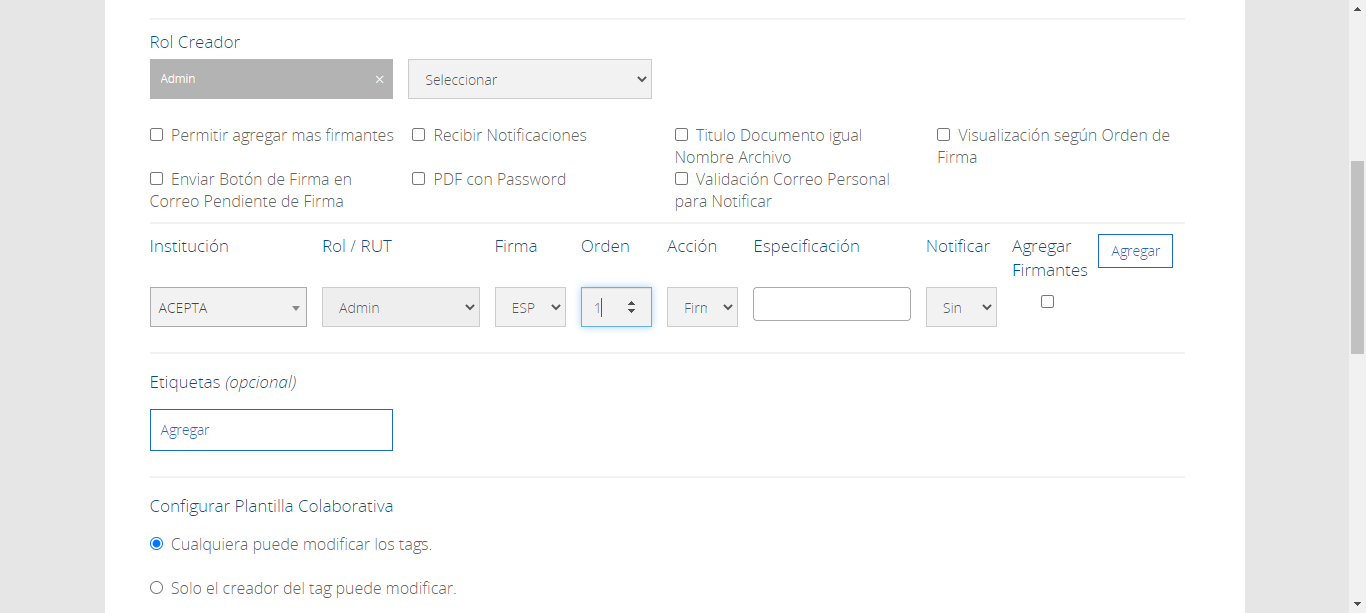 Rol Creador
Admin ×
Seleccionar
Permitir agregar mas firmantes
Recibir Notificaciones
Titulo Documento igual
Nombre Archivo
Visualización según Orden de
Firma
Enviar Botón de Firma en
Correo Pendiente de Firma
PDF con Password
Validación Correo Personal
para Notificar
Institución
Rol / RUT
Firma
Orden
Acción
Especificación
Notificar
Agregar
Firmantes
Agregar
ACEPTA
Admin
ESP
1
Firn
Sin
Etiquetas (opcional)
Agregar
Configurar Plantilla Colaborativa
Cualquiera puede modificar los tags.
Solo el creador del tag puede modificar.